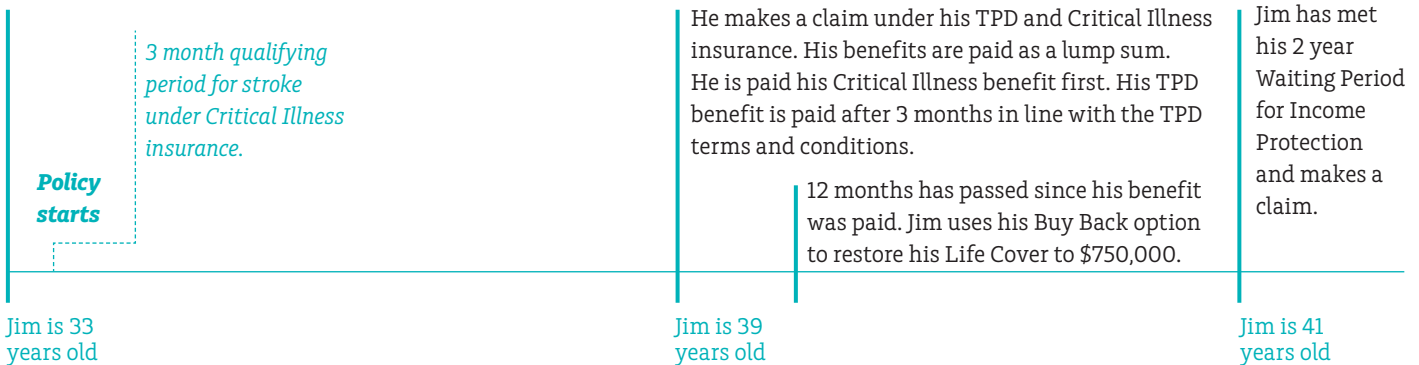 3 month qualifying
period for stroke
under Critical Illness
insurance.
Policy
starts
He makes a claim under his TPD and Critical Illness
insurance. His benefits are paid as a lump sum.
He is paid his Critical Illness benefit first. His TPD
benefit is paid after 3 months in line with the TPD
terms and conditions.
12 months has passed since his benefit
was paid. Jim uses his Buy Back option
to restore his Life Cover to $750,000.
Jim has met
his 2 year
Waiting Period
for Income
Protection
and makes a
claim.
Jim is 33
years old
Jim is 39
years old
Jim is 41
years old